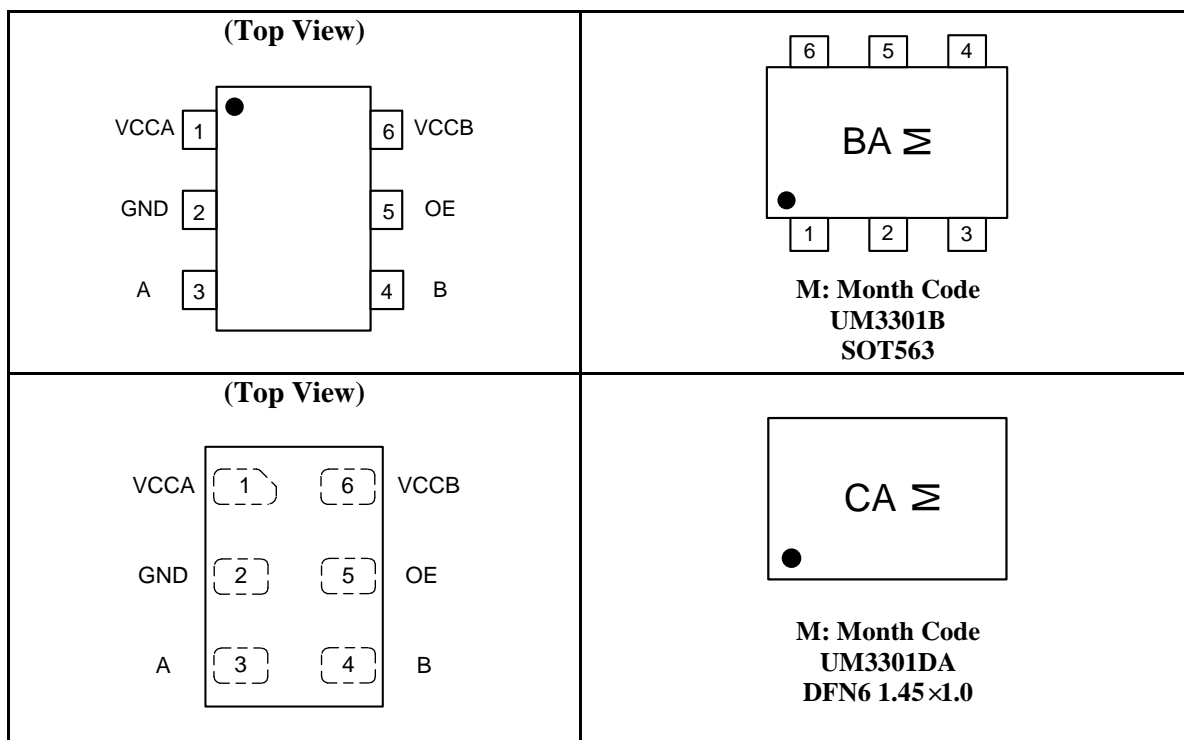 (Top View)
VCCA 1 6 VCCB
GND 2 5 OE
A 3 4 B
6 5 4
BA M
1 2 3
M: Month Code
UM3301B
SOT563
(Top View)
VCCA 1 6 VCCB
GND 2 5 OE
A 3 4 B
CA M
M: Month Code
UM3301DA
DFN6 1.45×1.0